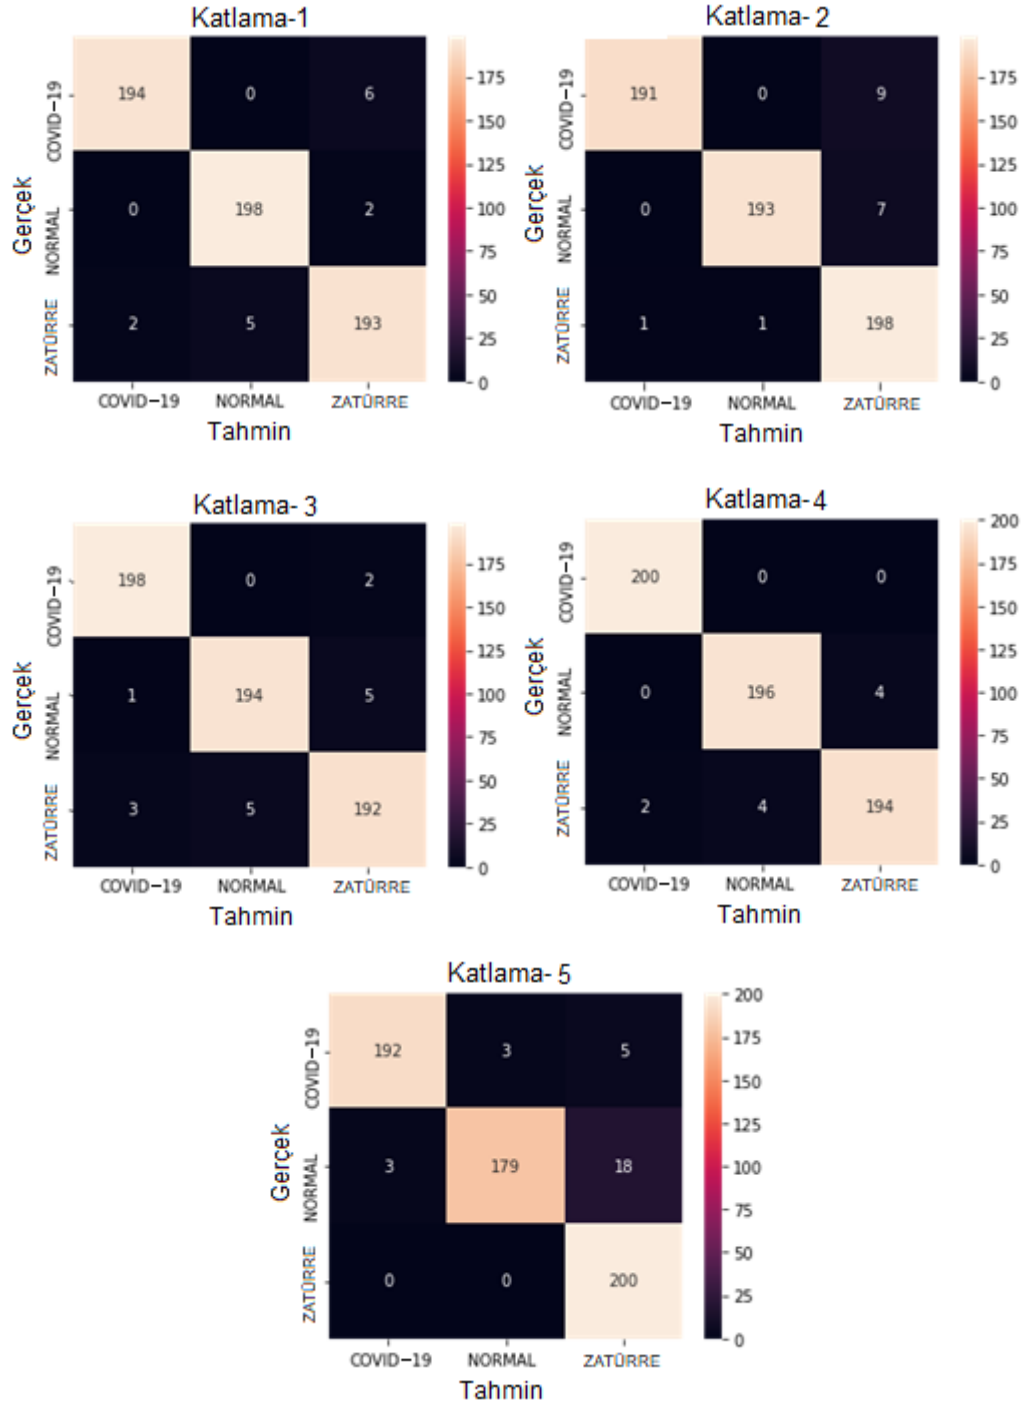 Katlama-1
COVID-19 194 0 6
NORMAL 0 198 2
ZATÜRRE 2 5 193
COVID-19 NORMAL ZATÜRRE
Gerçek
Tahmin
175
150
125
100
75
50
25
0
Katlama- 2
COVID-19 191 0 9
NORMAL 0 193 7
ZATÜRRE 1 1 198
COVID-19 NORMAL ZATÜRRE
Gerçek
Tahmin
175
150
125
100
75
50
25
0
Katlama- 3
COVID-19 198 0 2
NORMAL 1 194 5
ZATÜRRE 3 5 192
COVID-19 NORMAL ZATÜRRE
Gerçek
Tahmin
175
150
125
100
75
50
25
0
Katlama-4
COVID-19 200 0 0
NORMAL 0 196 4
ZATÜRRE 2 4 194
COVID-19 NORMAL ZATÜRRE
Gerçek
Tahmin
200
175
150
125
100
75
50
25
0
Katlama- 5
COVID-19 192 3 5
NORMAL 3 179 18
ZATÜRRE 0 0 200
COVID-19 NORMAL ZATÜRRE
Gerçek
Tahmin
200
175
150
125
100
75
50
25
0